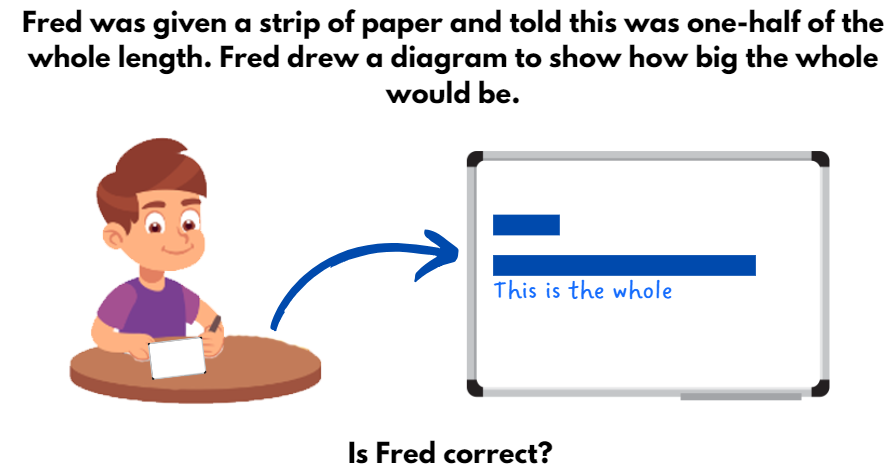 Fred was given a strip of paper and told this was one-half of the
whole length. Fred drew a diagram to show how big the whole
would be.
This is the whole
Is Fred correct?